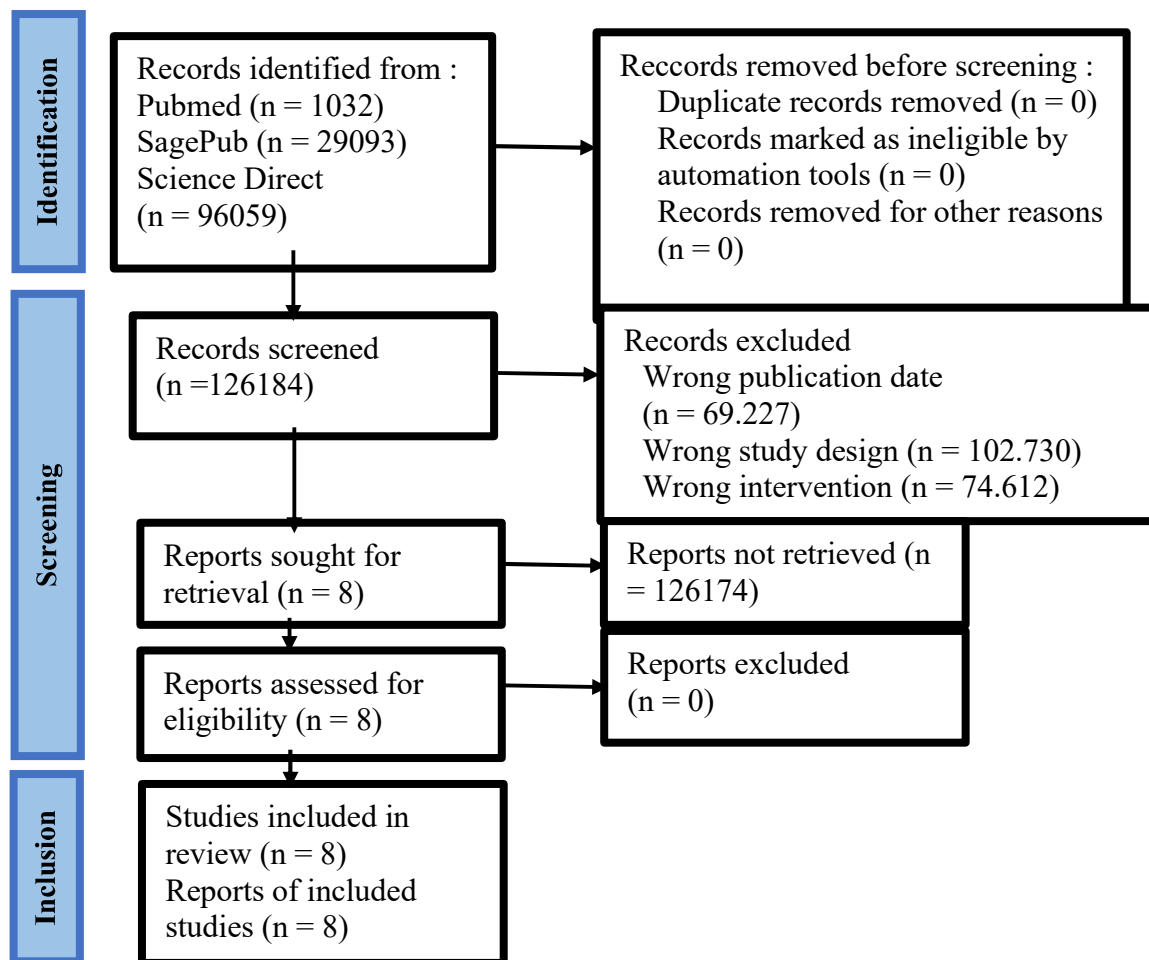 Identification
Records identified from :
Pubmed (n = 1032)
SagePub (n = 29093)
Science Direct
(n = 96059)
Reccords removed before screening :
Duplicate records removed (n = 0)
Records marked as ineligible by
automation tools (n = 0)
Records removed for other reasons
(n = 0)
Screening
Records screened
(n =126184)
Records excluded
Wrong publication date
(n = 69.227)
Wrong study design (n = 102.730)
Wrong intervention (n = 74.612)
Reports sought for
retrieval (n = 8)
Reports not retrieved (n
= 126174)
Reports assessed for
eligibility (n = 8)
Reports excluded
(n = 0)
Inclusion
Studies included in
review (n = 8)
Reports of included
studies (n = 8)